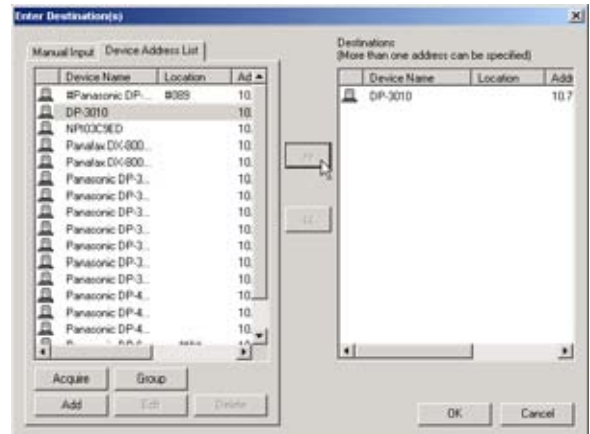 Enter Destination(s)
Manual Input Device Address List
Device Name Location Ad
#Panasonic DP-... #089 10.
DP-3010 10.
NPI03C9ED 10.
Panafax DX-800... 10.
Panafax DX-800... 10.
Panasonic DP-3... 10.
Panasonic DP-3... 10.
Panasonic DP-3... 10.
Panasonic DP-3... 10.
Panasonic DP-3... 10.
Panasonic DP-3... 10.
Panasonic DP-3... 10.
Panasonic DP-4... 10.
Panasonic DP-4... 10.
Panasonic DP-4... 10.
Acquire Group
Add Edit Delete
>>
<<
Destinations
(More than one address can be specified)
Device Name Location Addr
DP-3010 10.7
OK Cancel